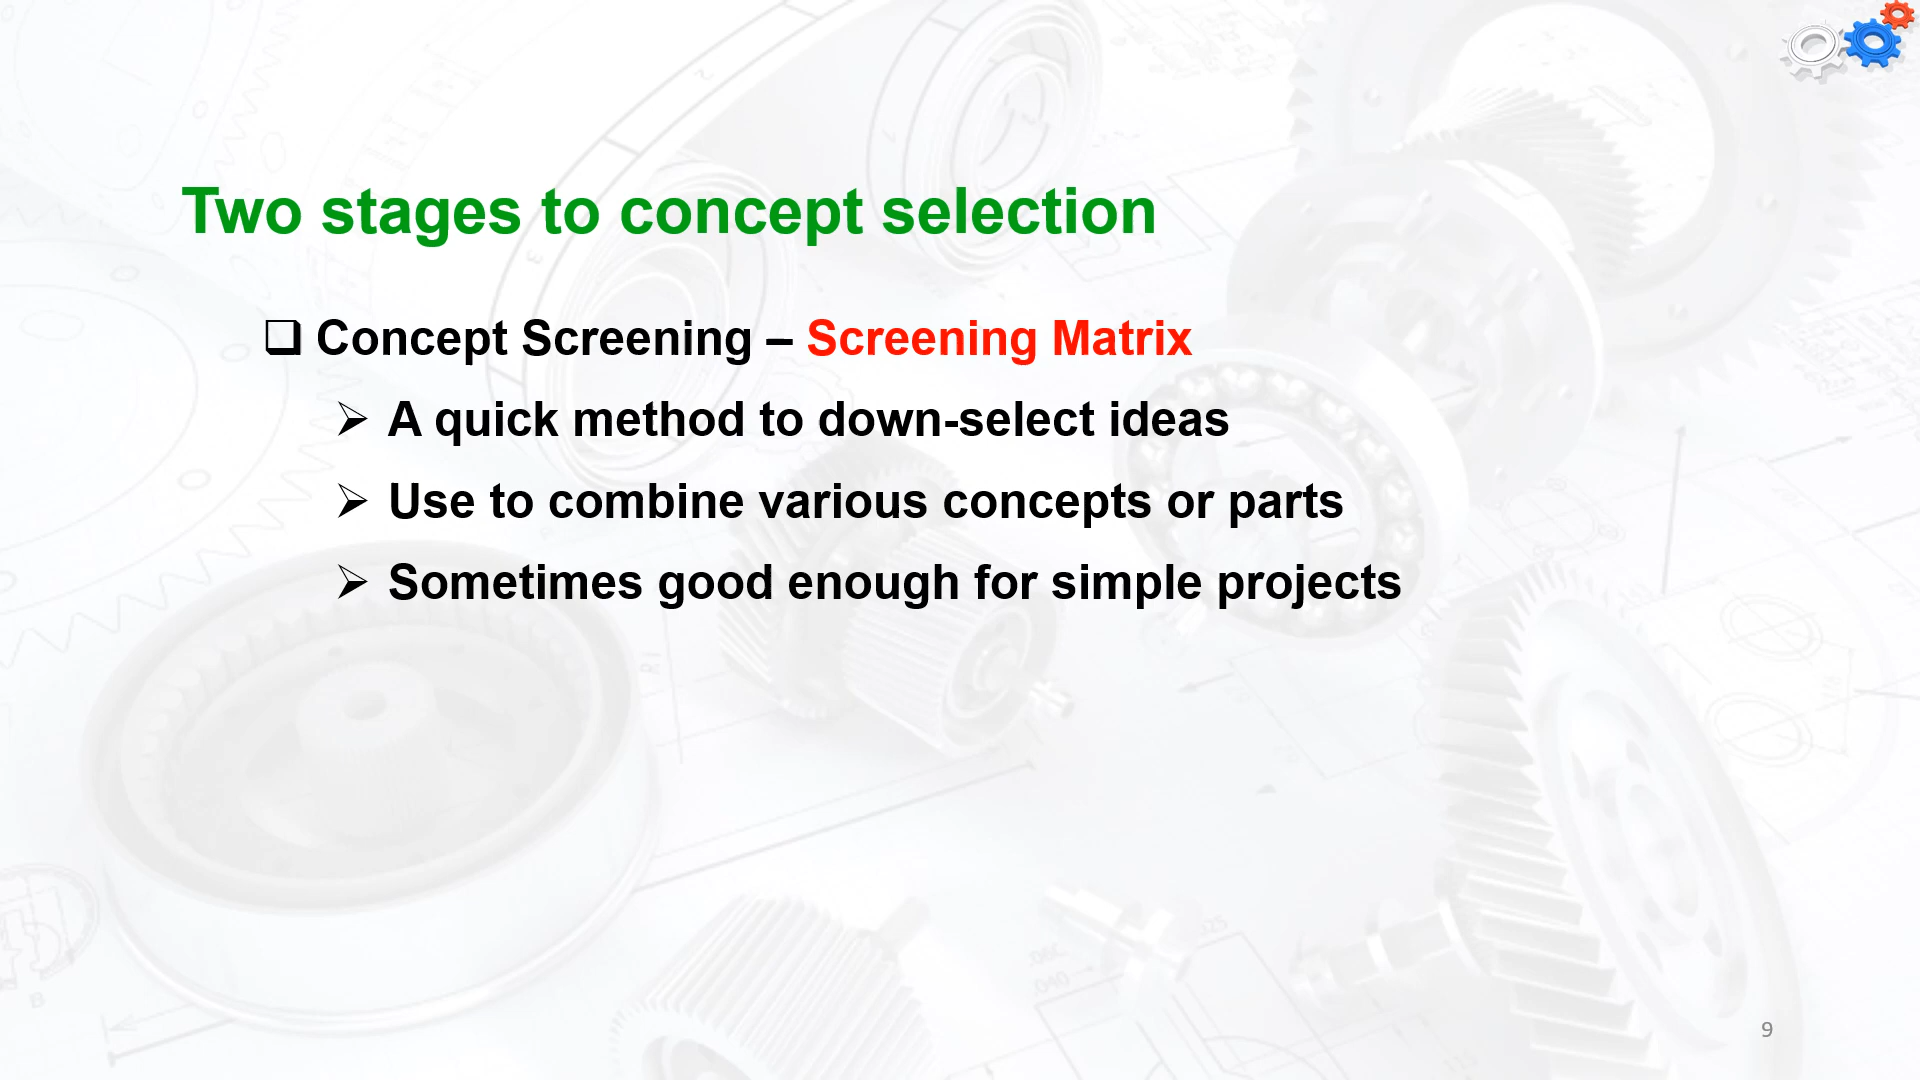 Two stages to concept selection
❑ Concept Screening – Screening Matrix
➢ A quick method to down-select ideas
➢ Use to combine various concepts or parts
➢ Sometimes good enough for simple projects
9